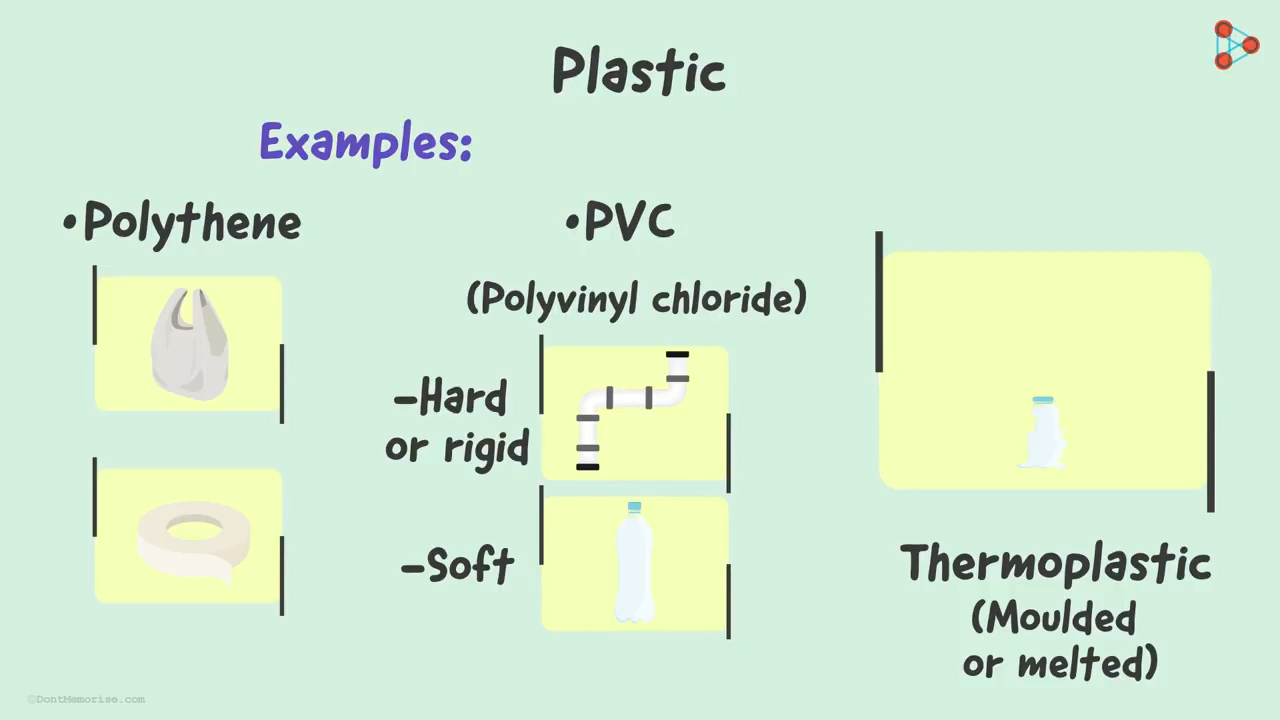 Plastic
Examples:
•Polythene
•PVC
(Polyvinyl chloride)
-Hard
or rigid
-Soft
Thermoplastic
(Moulded
or melted)
©DontMemorise.com